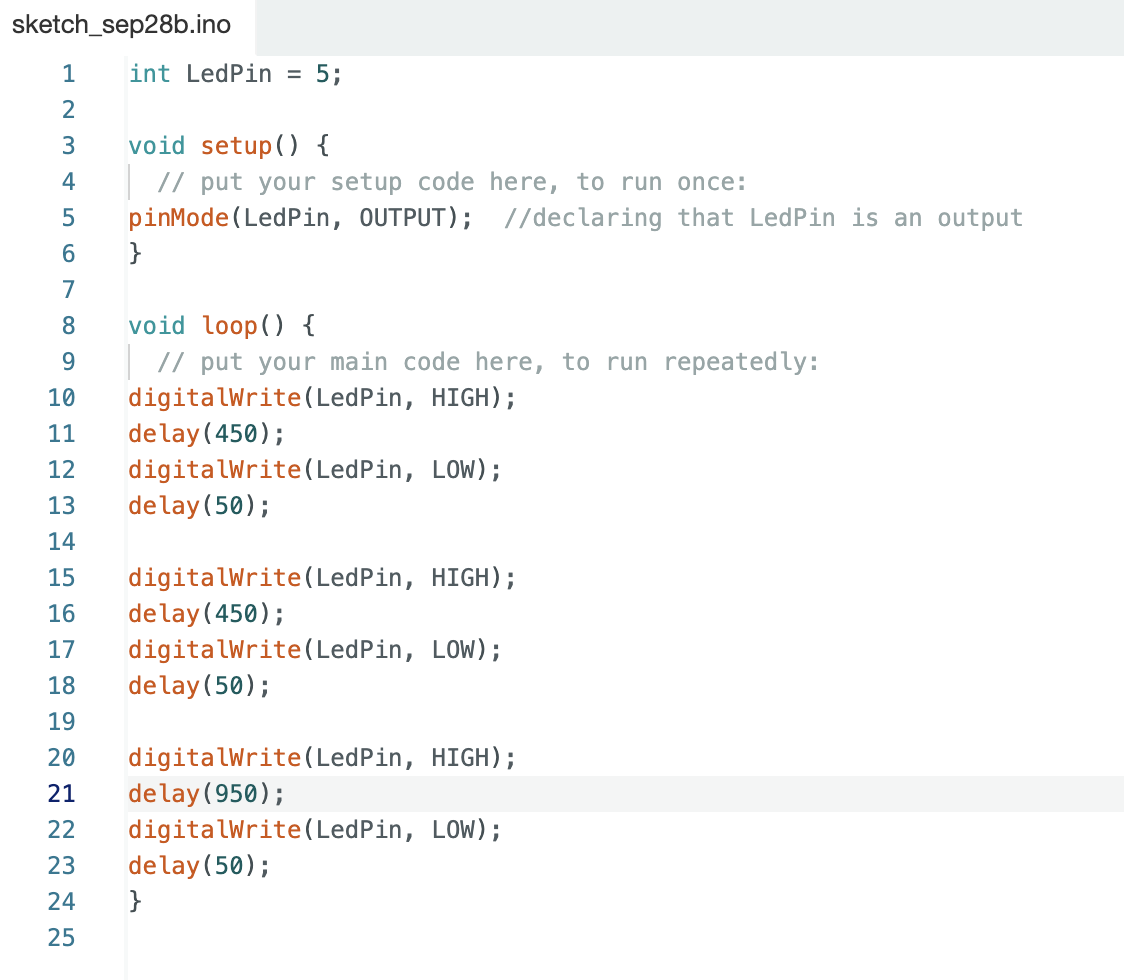 sketch_sep28b.ino
1 int LedPin = 5;
2
3 void setup() {
4   // put your setup code here, to run once:
5 pinMode(LedPin, OUTPUT);  //declaring that LedPin is an output
6 }
7
8 void loop() {
9   // put your main code here, to run repeatedly:
10 digitalWrite(LedPin, HIGH);
11 delay(450);
12 digitalWrite(LedPin, LOW);
13 delay(50);
14
15 digitalWrite(LedPin, HIGH);
16 delay(450);
17 digitalWrite(LedPin, LOW);
18 delay(50);
19
20 digitalWrite(LedPin, HIGH);
21 delay(950);
22 digitalWrite(LedPin, LOW);
23 delay(50);
24 }
25